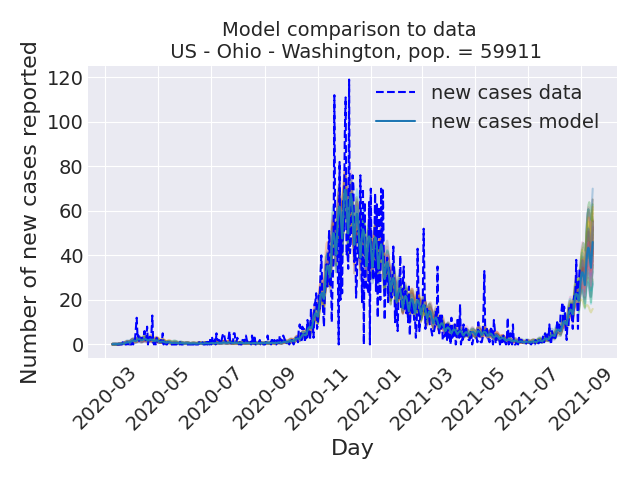 Model comparison to data
US - Ohio - Washington, pop. = 59911
Number of new cases reported
120
100
80
60
40
20
0
new cases data
new cases model
2020-03
2020-05
2020-07
2020-09
2020-11
2021-01
2021-03
2021-05
2021-07
2021-09
Day